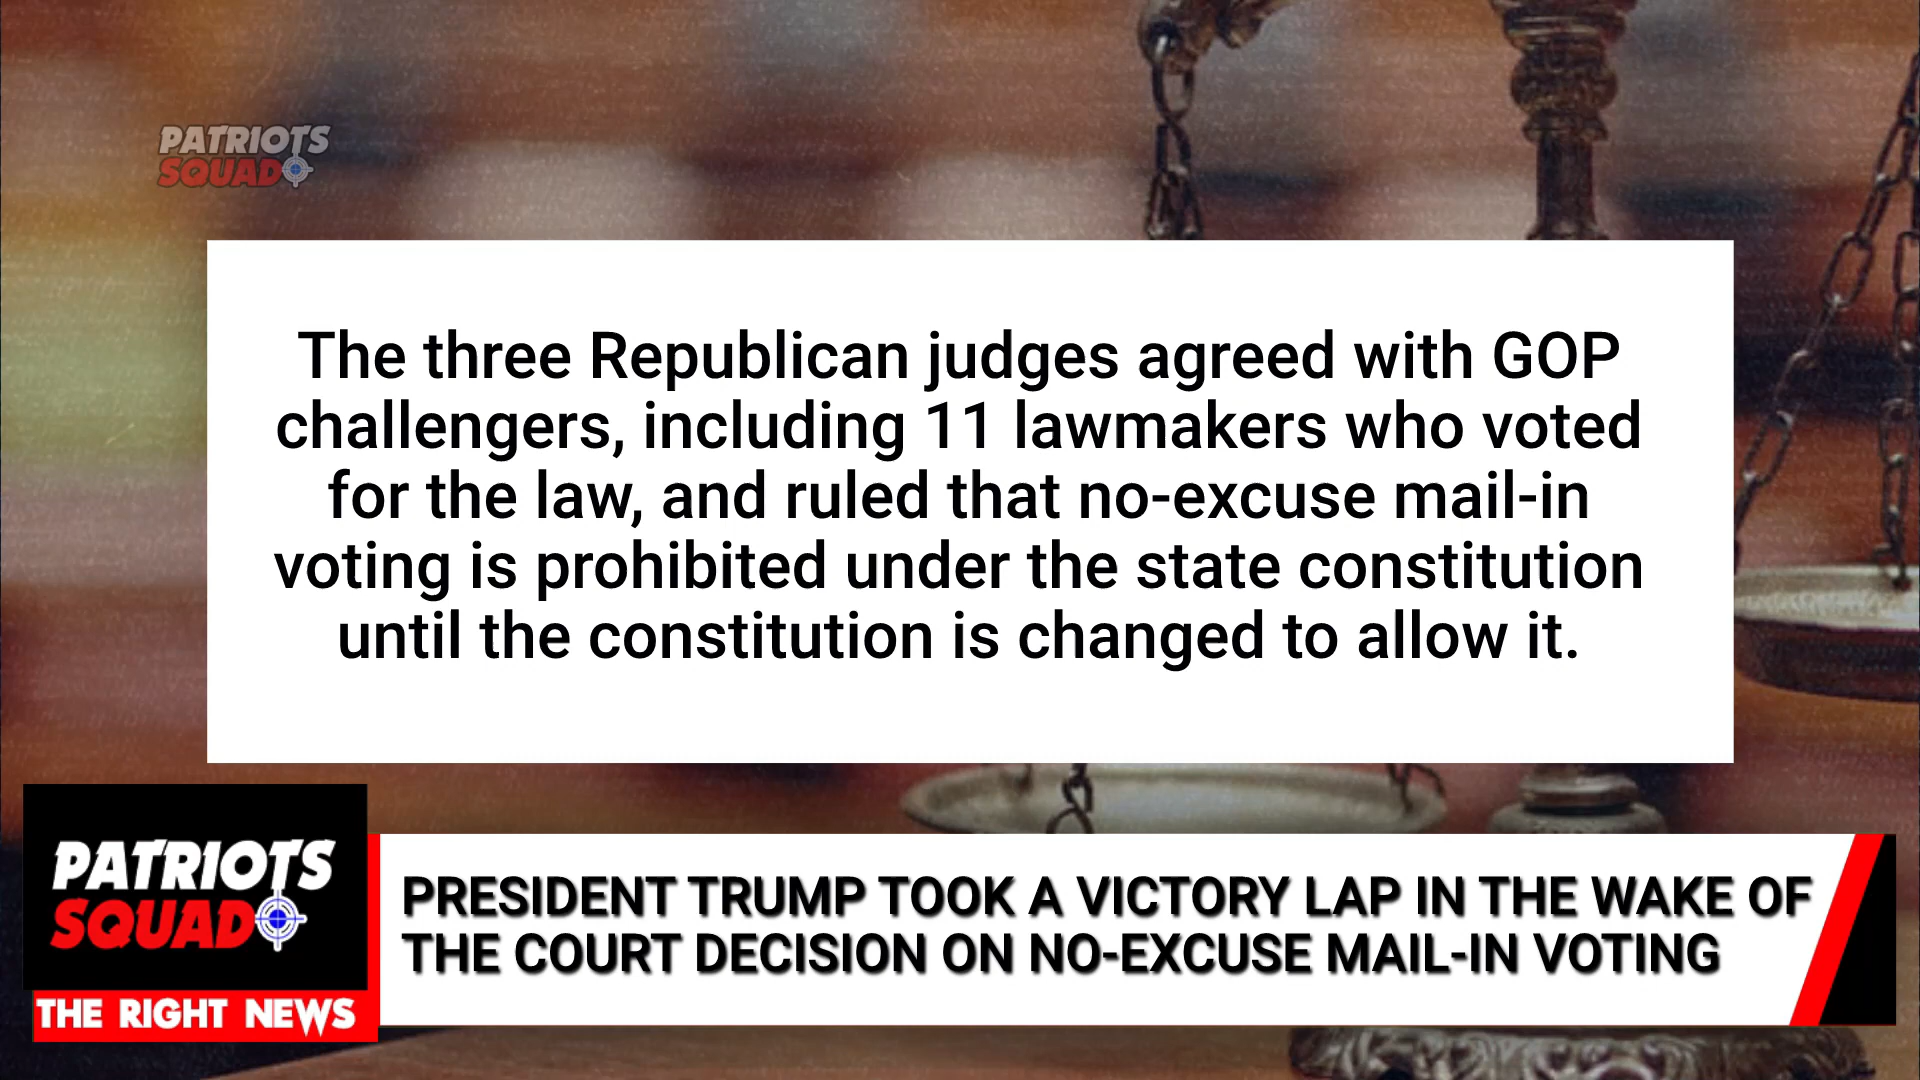 PATRIOTS
SQUAD
The three Republican judges agreed with GOP
challengers, including 11 lawmakers who voted
for the law, and ruled that no-excuse mail-in
voting is prohibited under the state constitution
until the constitution is changed to allow it.
PATRIOTS
SQUAD
THE RIGHT NEWS
PRESIDENT TRUMP TOOK A VICTORY LAP IN THE WAKE OF
THE COURT DECISION ON NO-EXCUSE MAIL-IN VOTING